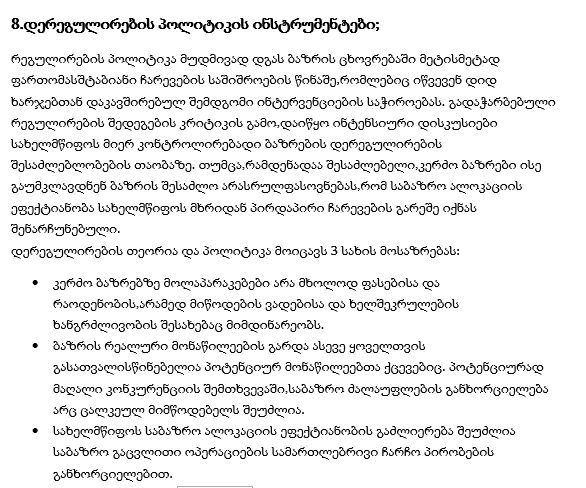 8.დერეგულირების პოლიტიკის ინსტრუმენტები;
რეგულირების პოლიტიკა მუდმივად დგას ბაზრის ცხოვრებაში მეტისმეტად
ფართომასშტაბიანი ჩარევების საშიშროების წინაშე,რომლებიც იწვევენ დიდ
ხარჯებთან დაკავშირებულ შემდგომი ინტერვენციების საჭიროებას. გადაჭარბებული
რეგულირების შედეგების კრიტიკის გამო,დაიწყო ინტენსიური დისკუსიები
სახელმწიფოს მიერ კონტროლირებადი ბაზრების დერეგულირების
შესაძლებლობების თაობაზე. თუმცა,რამდენადაა შესაძლებელი,კერძო ბაზრები ისე
გაუმკლავდნენ ბაზრის შესაძლო არასრულფასოვნებას,რომ საბაზრო ალოკაციის
ეფექტიანობა სახელმწიფოს მხრიდან პირდაპირი ჩარევების გარეშე იქნას
შენარჩუნებული.
დერეგულირების თეორია და პოლიტიკა მოიცავს 3 სახის მოსაზრებას:
• კერძო ბაზრებზე მოლაპარაკებები არა მხოლოდ ფასებისა და
რაოდენობის,არამედ მიწოდების ვადებისა და ხელშეკრულების
ხანგრძლივობის შესახებაც მიმდინარეობს.
• ბაზრის რეალური მონაწილეების გარდა ასევე ყოველთვის
გასათვალისწინებელია პოტენციურ მონაწილეებთა ქცევებიც. პოტენციურად
მაღალი კონკურენციის შემთხვევაში,საბაზრო ძალაუფლების განხორციელება
არც ცალკეულ მიმწოდებელს შეუძლია.
• სახელმწიფოს საბაზრო ალოკაციის ეფექტიანობის გაძლიერება შეუძლია
საბაზრო გაცვლითი ოპერაციების სამართლებრივი ჩარჩო პირობების
განხორციელებით.